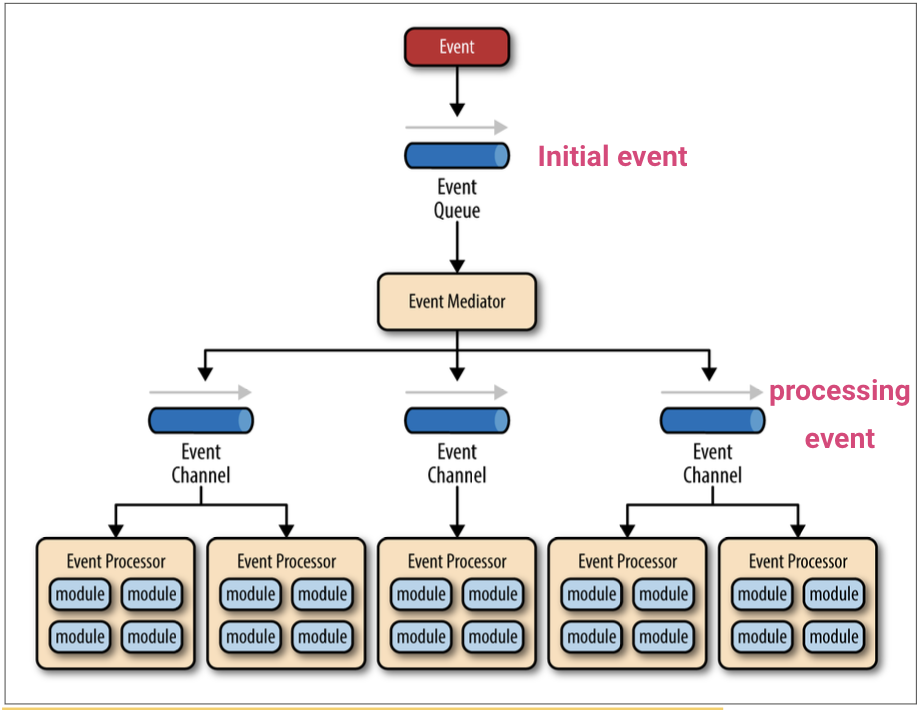 Event
Initial event
Event
Queue
Event Mediator
processing
event
Event
Channel
Event
Channel
Event
Channel
Event Processor
module module
module module
Event Processor
module module
module module
Event Processor
module module
module module
Event Processor
module module
module module
Event Processor
module module
module module